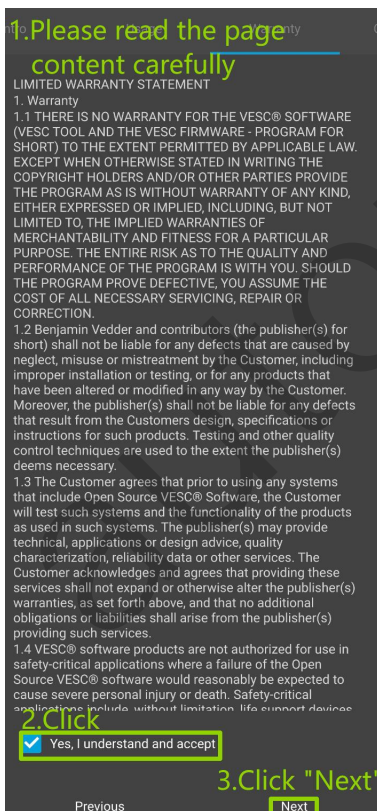 1.Please read the page
content carefully
LIMITED WARRANTY STATEMENT
1. Warranty
1.1 THERE IS NO WARRANTY FOR THE VESC® SOFTWARE
(VESC TOOL AND THE VESC FIRMWARE - PROGRAM FOR
SHORT) TO THE EXTENT PERMITTED BY APPLICABLE LAW.
EXCEPT WHEN OTHERWISE STATED IN WRITING THE
COPYRIGHT HOLDERS AND/OR OTHER PARTIES PROVIDE
THE PROGRAM AS IS WITHOUT WARRANTY OF ANY KIND,
EITHER EXPRESSED OR IMPLIED, INCLUDING, BUT NOT
LIMITED TO, THE IMPLIED WARRANTIES OF
MERCHANTABILITY AND FITNESS FOR A PARTICULAR
PURPOSE. THE ENTIRE RISK AS TO THE QUALITY AND
PERFORMANCE OF THE PROGRAM IS WITH YOU. SHOULD
THE PROGRAM PROVE DEFECTIVE, YOU ASSUME THE
COST OF ALL NECESSARY SERVICING, REPAIR OR
CORRECTION.
1.2 Benjamin Vedder and contributors (the publisher(s) for
short) shall not be liable for any defects that are caused by
neglect, misuse or mistreatment by the Customer, including
improper installation or testing, or for any products that
have been altered or modified in any way by the Customer.
Moreover, the publisher(s) shall not be liable for any defects
that result from the Customers design, specifications or
instructions for such products. Testing and other quality
control techniques are used to the extent the publisher(s)
deems necessary.
1.3 The Customer agrees that prior to using any systems
that include Open Source VESC® Software, the Customer
will test such systems and the functionality of the products
as used in such systems. The publisher(s) may provide
technical, applications or design advice, quality
characterization, reliability data or other services. The
Customer acknowledges and agrees that providing these
services shall not expand or otherwise alter the publisher(s)
warranties, as set forth above, and that no additional
obligations or liabilities shall arise from the publisher(s)
providing such services.
1.4 VESC® software products are not authorized for use in
safety-critical applications where a failure of the Open
Source VESC® software would reasonably be expected to
cause severe personal injury or death. Safety-critical
applications include, without limitation, life support devices
2.Click
Yes, I understand and accept
3.Click "Next"
Previous
Next